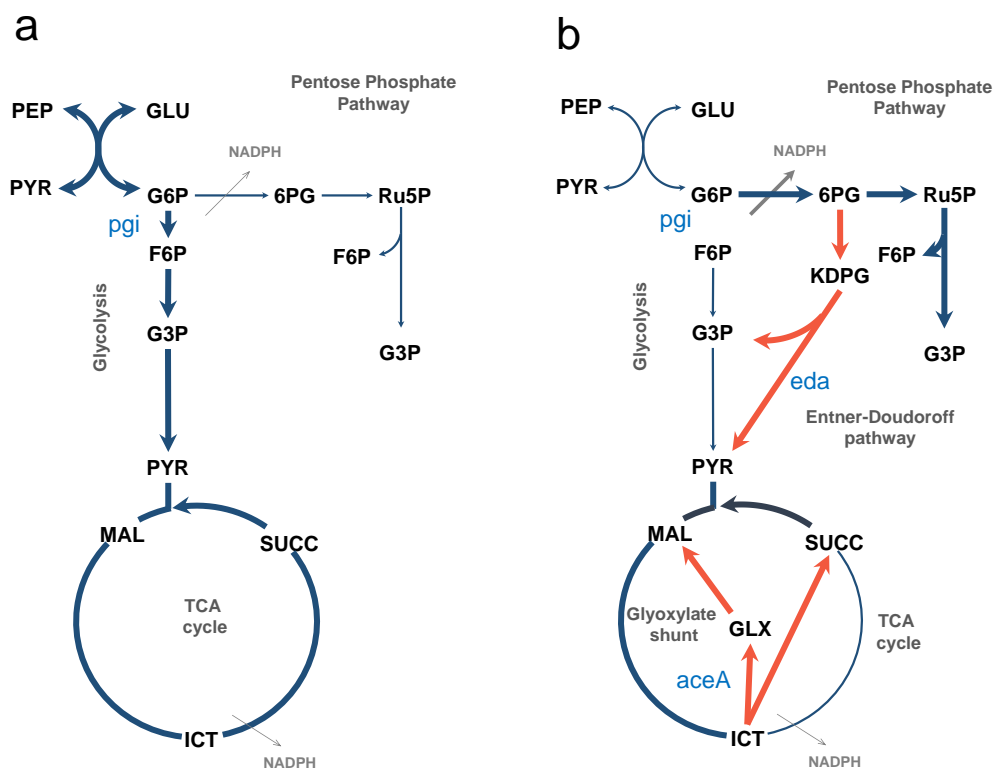 a
Pentose Phosphate
Pathway
PEP
GLU
NADPH
PYR
G6P
6PG
Ru5P
pgi
F6P
F6P
Glycolysis
G3P
G3P
PYR
MAL
SUCC
TCA
cycle
ICT
NADPH
b
Pentose Phosphate
Pathway
PEP
GLU
NADPH
PYR
G6P
6PG
Ru5P
pgi
F6P
F6P
KDPG
Glycolysis
G3P
G3P
eda
Entner-Doudoroff
pathway
PYR
MAL
SUCC
Glyoxylate
shunt
GLX
TCA
cycle
aceA
ICT
NADPH